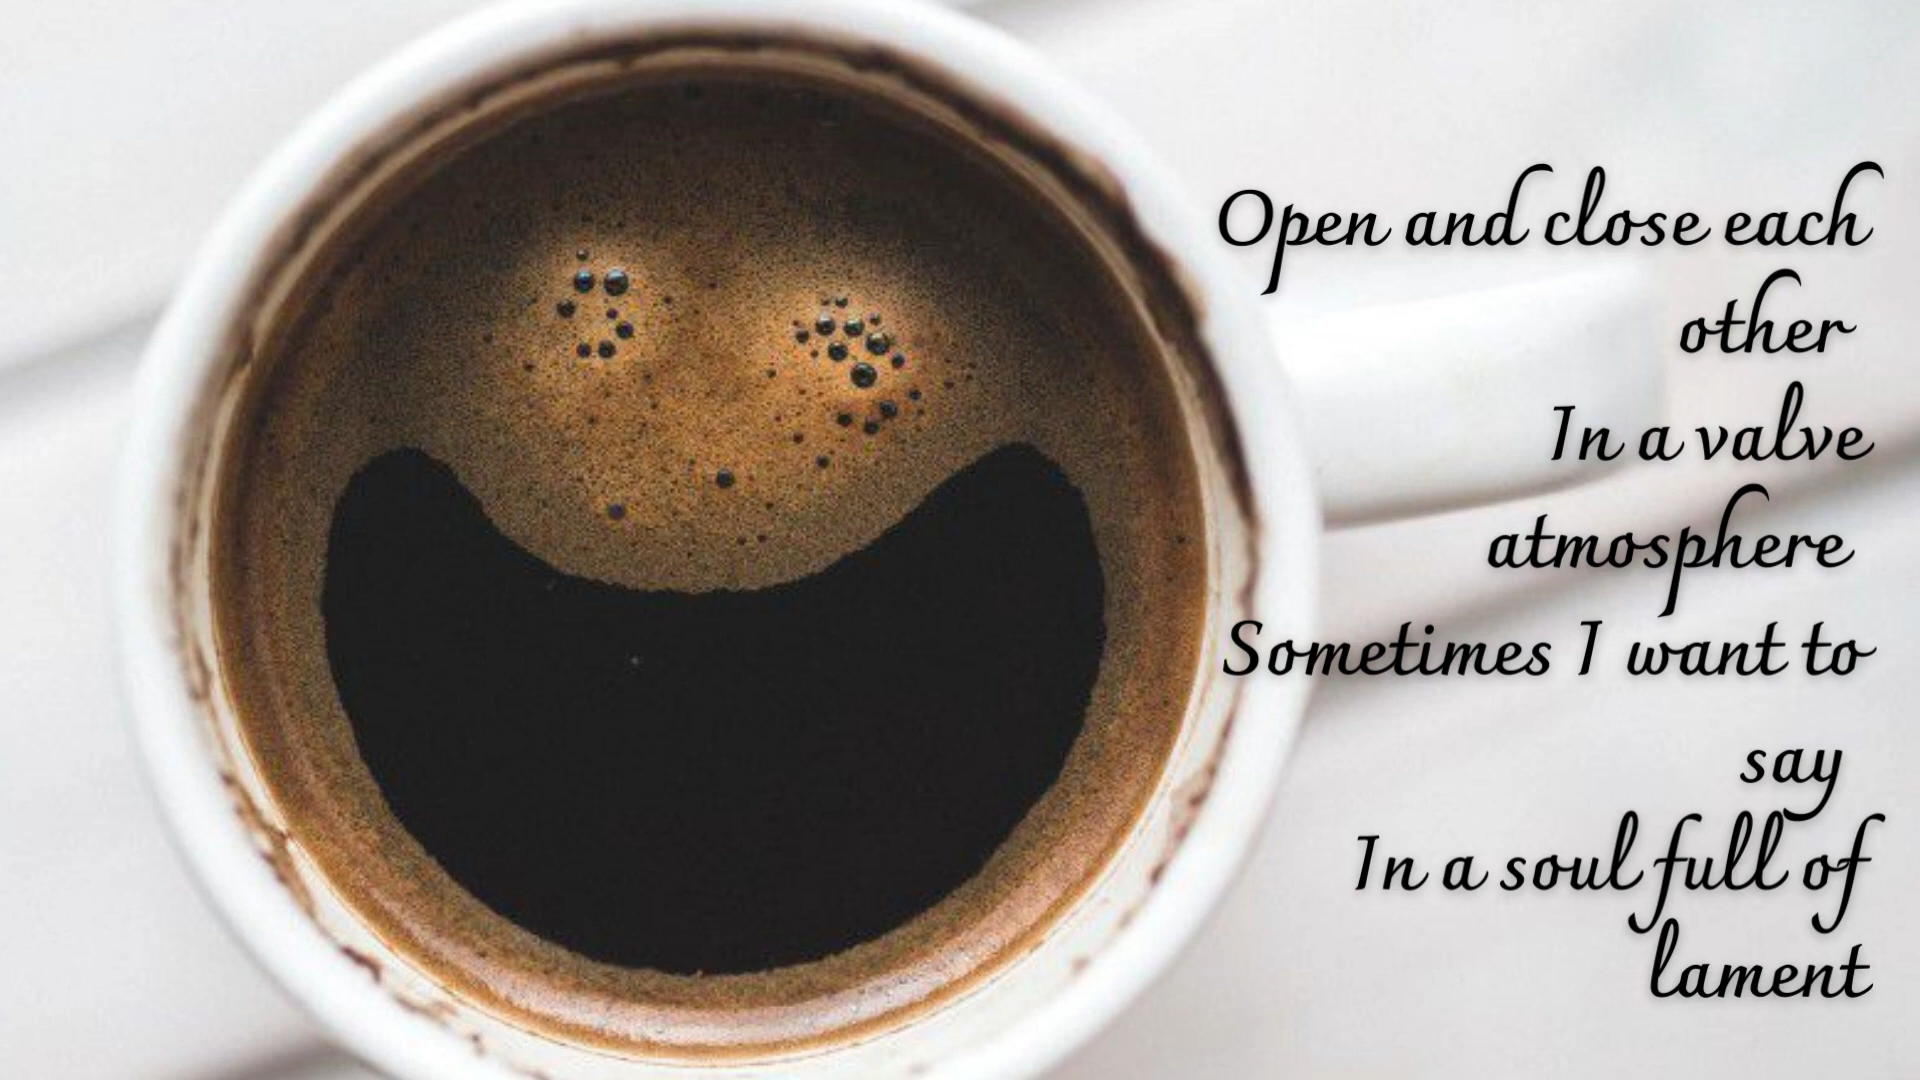 Open and close each
other
In a valve
atmosphere
Sometimes I want to
say
In a soul full of
lament